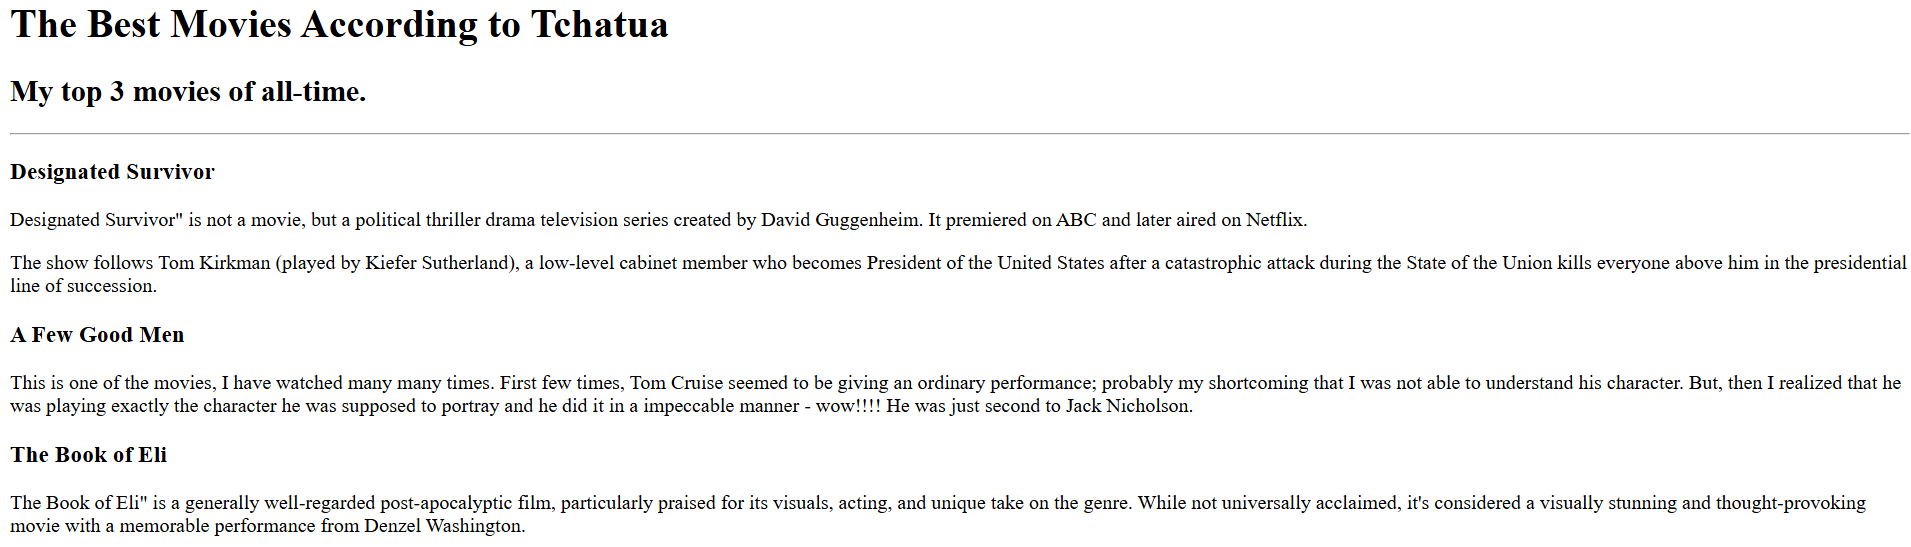 The Best Movies According to Tchatua
My top 3 movies of all-time.
Designated Survivor
Designated Survivor" is not a movie, but a political thriller drama television series created by David Guggenheim. It premiered on ABC and later aired on Netflix.
The show follows Tom Kirkman (played by Kiefer Sutherland), a low-level cabinet member who becomes President of the United States after a catastrophic attack during the State of the Union kills everyone above him in the presidential
line of succession.
A Few Good Men
This is one of the movies, I have watched many many times. First few times, Tom Cruise seemed to be giving an ordinary performance; probably my shortcoming that I was not able to understand his character. But, then I realized that he
was playing exactly the character he was supposed to portray and he did it in a impeccable manner - wow!!!! He was just second to Jack Nicholson.
The Book of Eli
The Book of Eli" is a generally well-regarded post-apocalyptic film, particularly praised for its visuals, acting, and unique take on the genre. While not universally acclaimed, it's considered a visually stunning and thought-provoking
movie with a memorable performance from Denzel Washington.